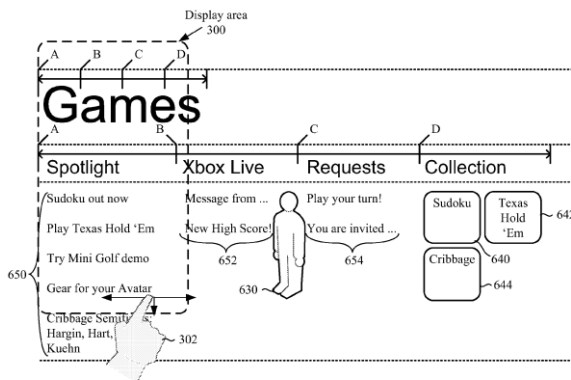 Display area
300
A B C D
Games
A B C D
Spotlight Xbox Live Requests Collection
Sudoku out now Message from ... Play your turn! Sudoku Texas
Hold
'Em
642
Play Texas Hold 'Em New High Score! You are invited ...
652 654 640
Try Mini Golf demo Cribbage
650 630 644
Gear for your Avatar
Cribbage Semi
s:
Hargin, Hart, 302
Kuehn